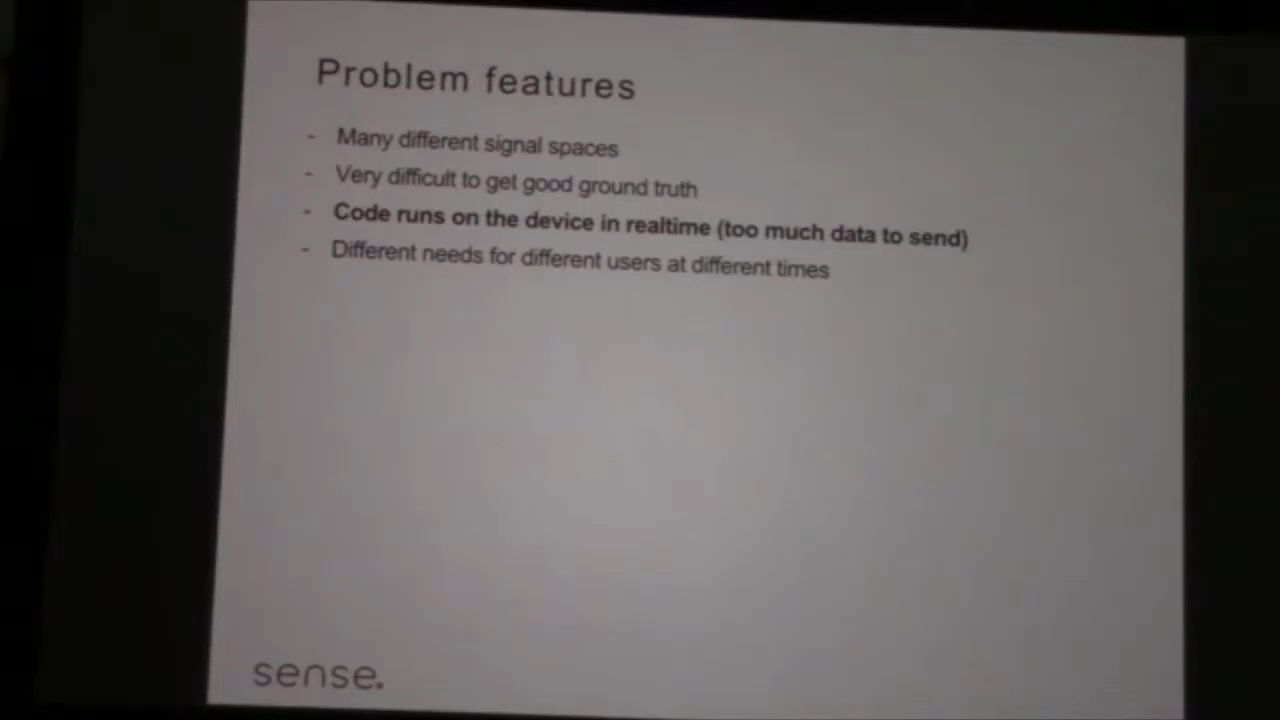 Problem features
- Many different signal spaces
- Very difficult to get good ground truth
- Code runs on the device in realtime (too much data to send)
- Different needs for different users at different times
sense.